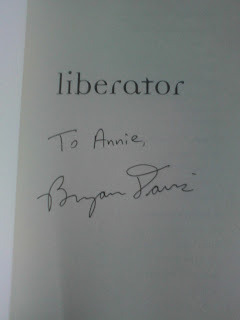 liberator
To Annie,
Bryan Davis